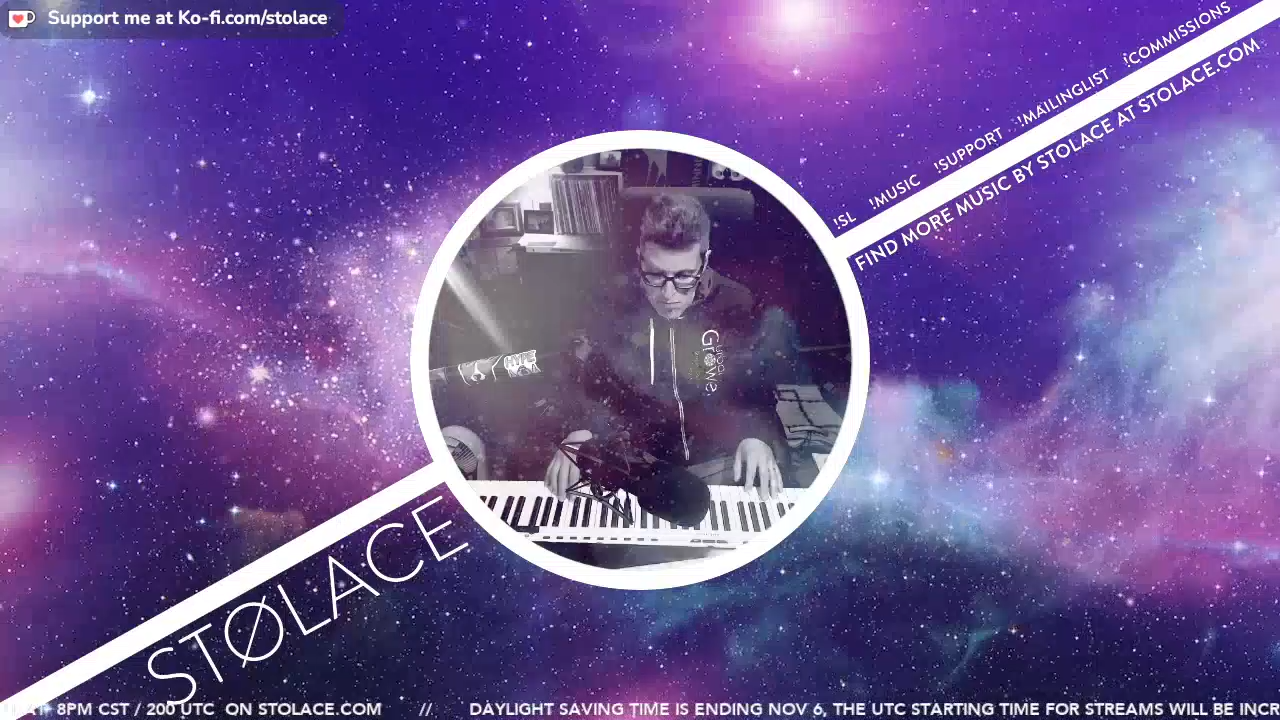 Support me at Ko-fi.com/stolace
!SL !MUSIC !SUPPORT !MAILINGLIST !COMMISSIONS
FIND MORE MUSIC BY STOLACE AT STOLACE.COM
HYPE
STØLACE
AT 8PM CST / 200 UTC ON STOLACE.COM // DAYLIGHT SAVING TIME IS ENDING NOV 6, THE UTC STARTING TIME FOR STREAMS WILL BE INCR